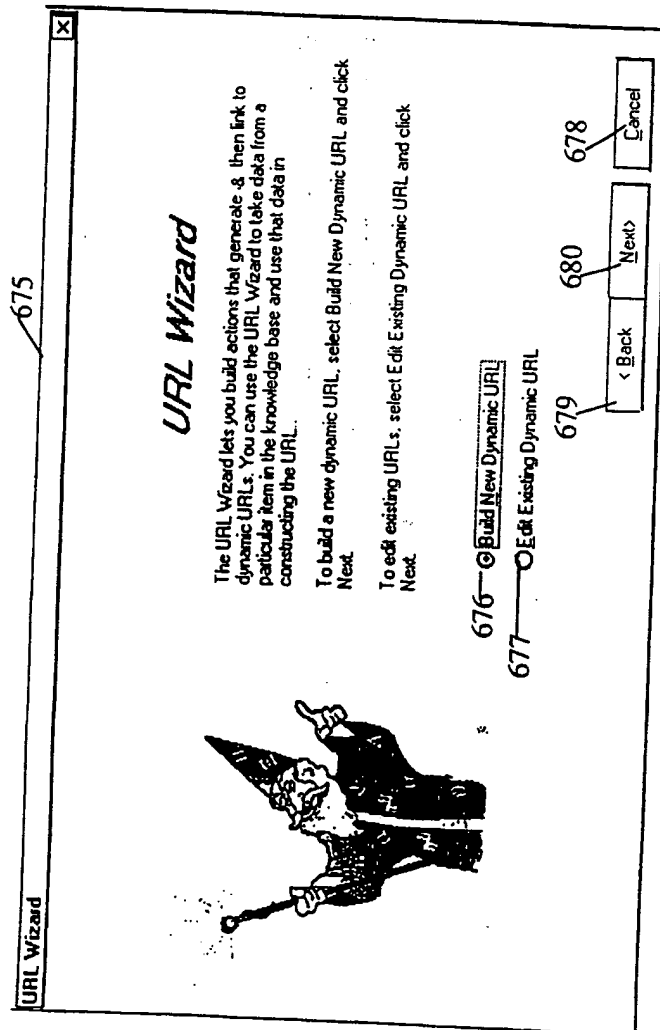 675
URL Wizard
URL Wizard
The URL Wizard lets you build actions that generate & then link to
dynamic URLs. You can use the URL Wizard to take data from a
particular item in the knowledge base and use that data in
constructing the URL.
To build a new dynamic URL, select Build New Dynamic URL and click
Next.
To edit existing URLs, select Edit Existing Dynamic URL and click
Next.
676
Build New Dynamic URL
677
Edit Existing Dynamic URL
679
680
678
< Back
Next>
Cancel